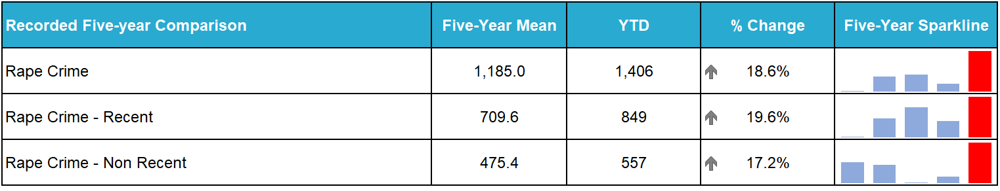 Recorded Five-year Comparison Five-Year Mean YTD % Change Five-Year Sparkline
Rape Crime 1,185.0 1,406 18.6%
Rape Crime - Recent 709.6 849 19.6%
Rape Crime - Non Recent 475.4 557 17.2%